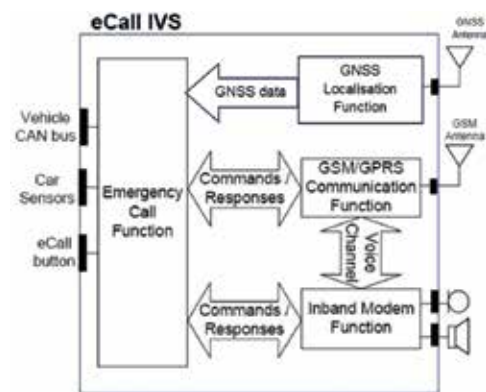 eCall IVS
GNSS
Antenna
GNSS
Localisation
Function
GNSS data
Vehicle
CAN bus
GSM
Antenna
Car
Sensors
Emergency
Call
Function
Commands /
Responses
GSM/GPRS
Communication
Function
eCall
button
Voice
Channel
Commands /
Responses
Inband Modem
Function